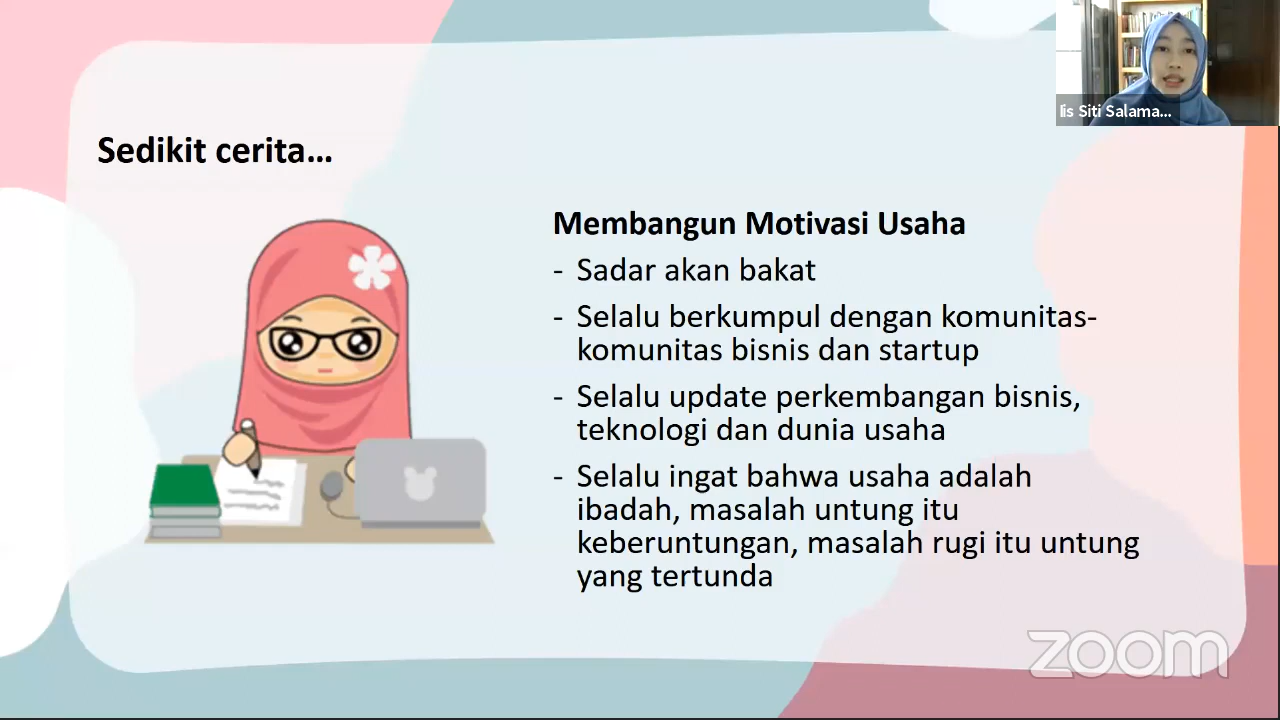 Iis Siti Salama...
Sedikit cerita...
Membangun Motivasi Usaha
- Sadar akan bakat
- Selalu berkumpul dengan komunitas-
komunitas bisnis dan startup
- Selalu update perkembangan bisnis,
teknologi dan dunia usaha
- Selalu ingat bahwa usaha adalah
ibadah, masalah untung itu
keberuntungan, masalah rugi itu untung
yang tertunda
zoom